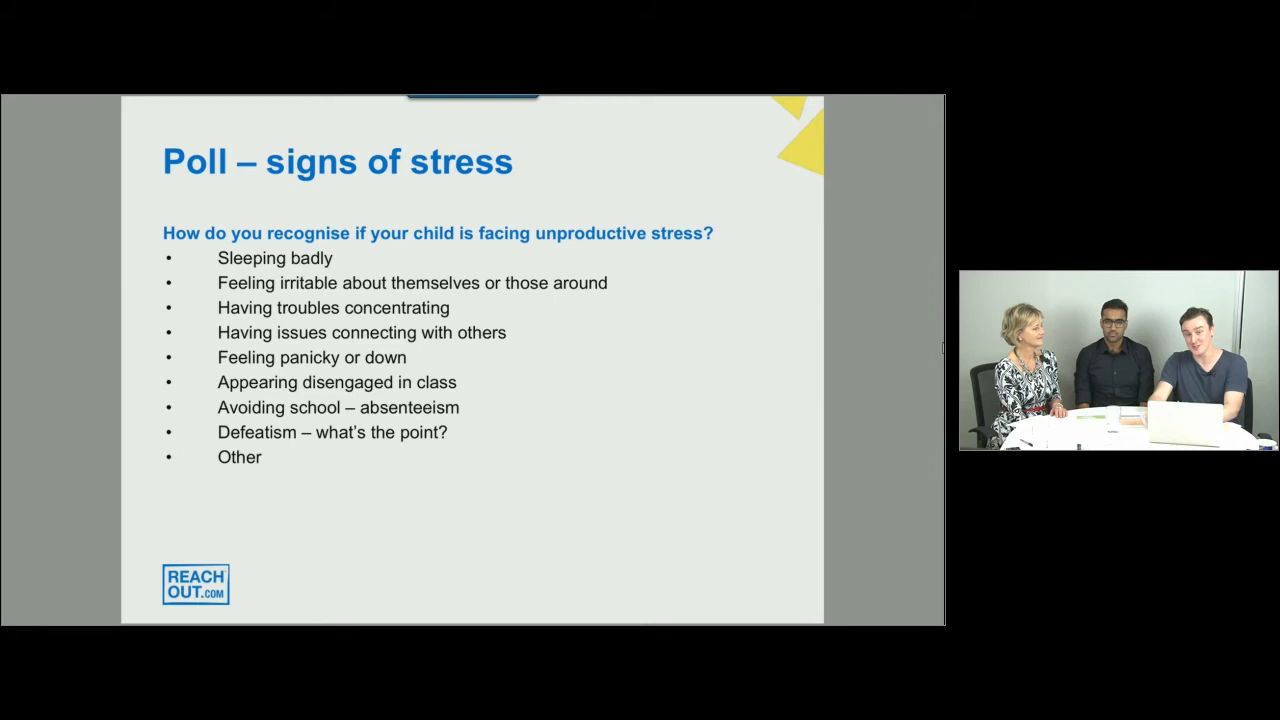 Poll – signs of stress
How do you recognise if your child is facing unproductive stress?
• Sleeping badly
• Feeling irritable about themselves or those around
• Having troubles concentrating
• Having issues connecting with others
• Feeling panicky or down
• Appearing disengaged in class
• Avoiding school – absenteeism
• Defeatism – what's the point?
• Other
REACH
OUT.COM